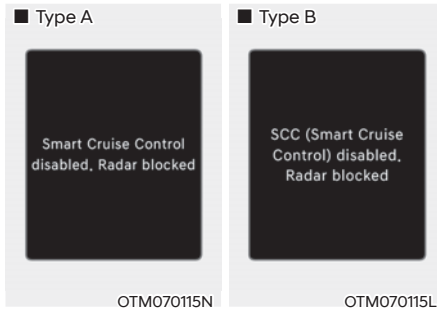 ■ Type A
Smart Cruise Control
disabled. Radar blocked
OTM070115N
■ Type B
SCC (Smart Cruise
Control) disabled.
Radar blocked
OTM070115L